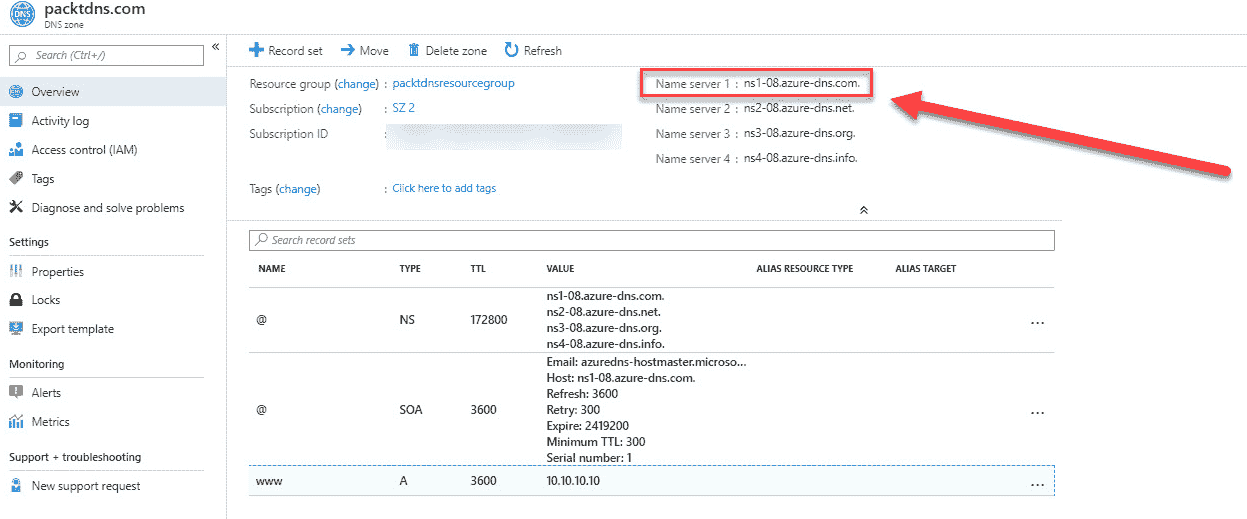 DNS
packtdns.com
DNS zone
Search (Ctrl+/)
«
Overview
Activity log
Access control (IAM)
Tags
Diagnose and solve problems
Settings
Properties
Locks
Export template
Monitoring
Alerts
Metrics
Support + troubleshooting
New support request
Record set Move Delete zone Refresh
Resource group (change) : packtdnsresourcegroup
Subscription (change) : SZ 2
Subscription ID :
Tags (change) : Click here to add tags
Name server 1 : ns1-08.azure-dns.com.
Name server 2 : ns2-08.azure-dns.net.
Name server 3 : ns3-08.azure-dns.org.
Name server 4 : ns4-08.azure-dns.info.
Search record sets
NAME TYPE TTL VALUE ALIAS RESOURCE TYPE ALIAS TARGET
@ NS 172800
ns1-08.azure-dns.com.
ns2-08.azure-dns.net.
ns3-08.azure-dns.org.
ns4-08.azure-dns.info.
...
@ SOA 3600
Email: azuredns-hostmaster.microso...
Host: ns1-08.azure-dns.com.
Refresh: 3600
Retry: 300
Expire: 2419200
Minimum TTL: 300
Serial number: 1
...
www A 3600 10.10.10.10 ...